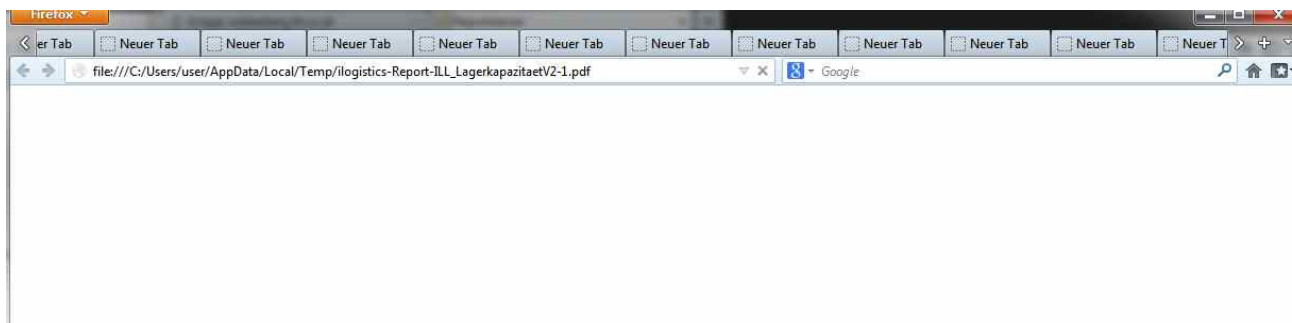 Firefox
er Tab Neuer Tab Neuer Tab Neuer Tab Neuer Tab Neuer Tab Neuer Tab Neuer Tab Neuer Tab Neuer Tab Neuer Tab Neuer T
file:///C:/Users/user/AppData/Local/Temp/ilogistics-Report-ILL_LagerkapazitaetV2-1.pdf Google